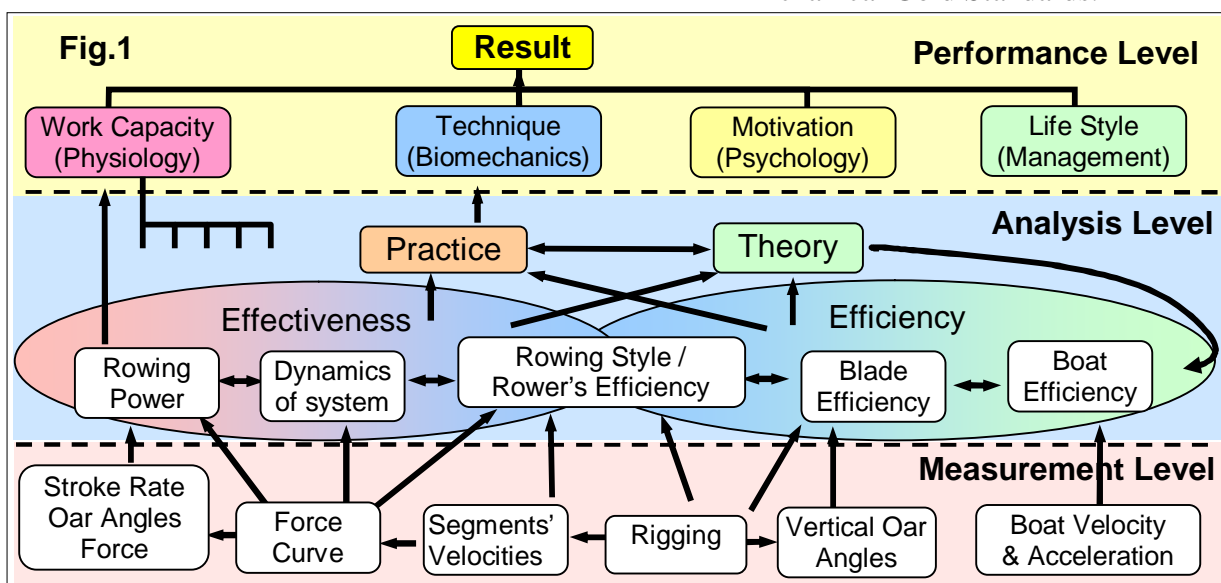 Fig.1
Result
Performance Level
Work Capacity
(Physiology)
Technique
(Biomechanics)
Motivation
(Psychology)
Life Style
(Management)
Analysis Level
Practice
Theory
Effectiveness
Efficiency
Rowing
Power
Dynamics
of system
Rowing Style /
Rower's Efficiency
Blade
Efficiency
Boat
Efficiency
Measurement Level
Stroke Rate
Oar Angles
Force
Force
Curve
Segments'
Velocities
Rigging
Vertical Oar
Angles
Boat Velocity
& Acceleration